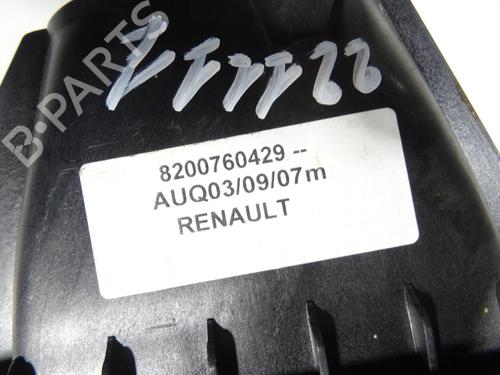 B-PARTS
8200760429 --
AUQ03/09/07m
RENAULT